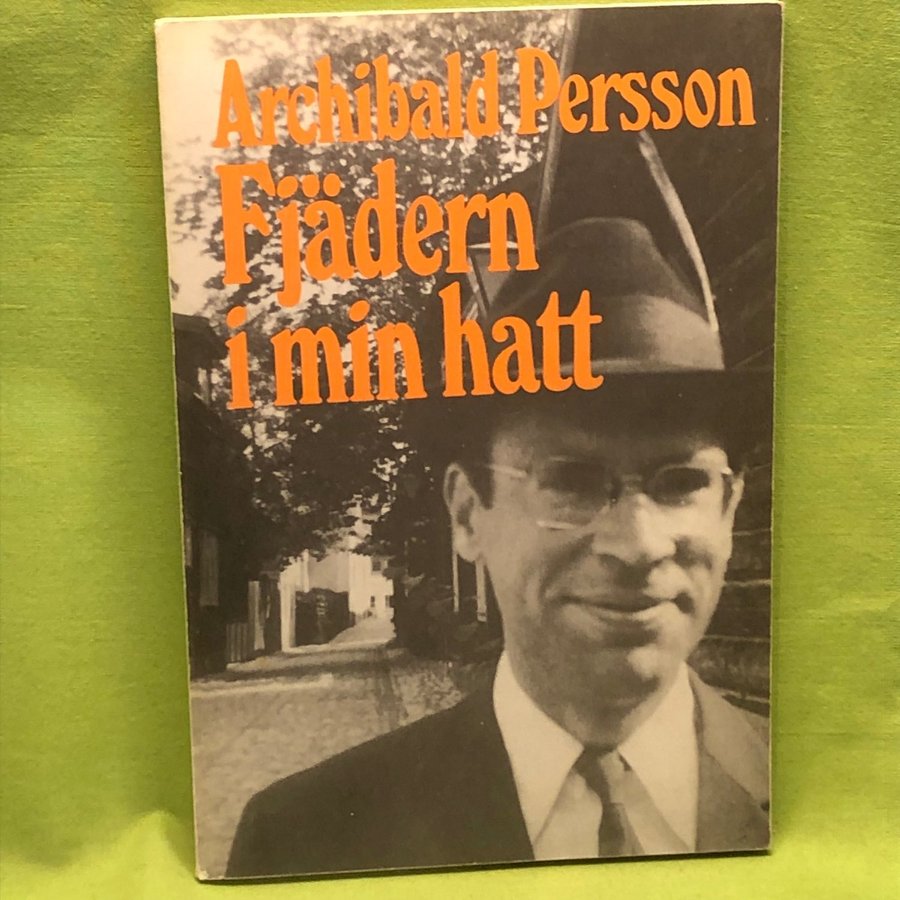 Archibald Persson
Fjädern
i min hatt